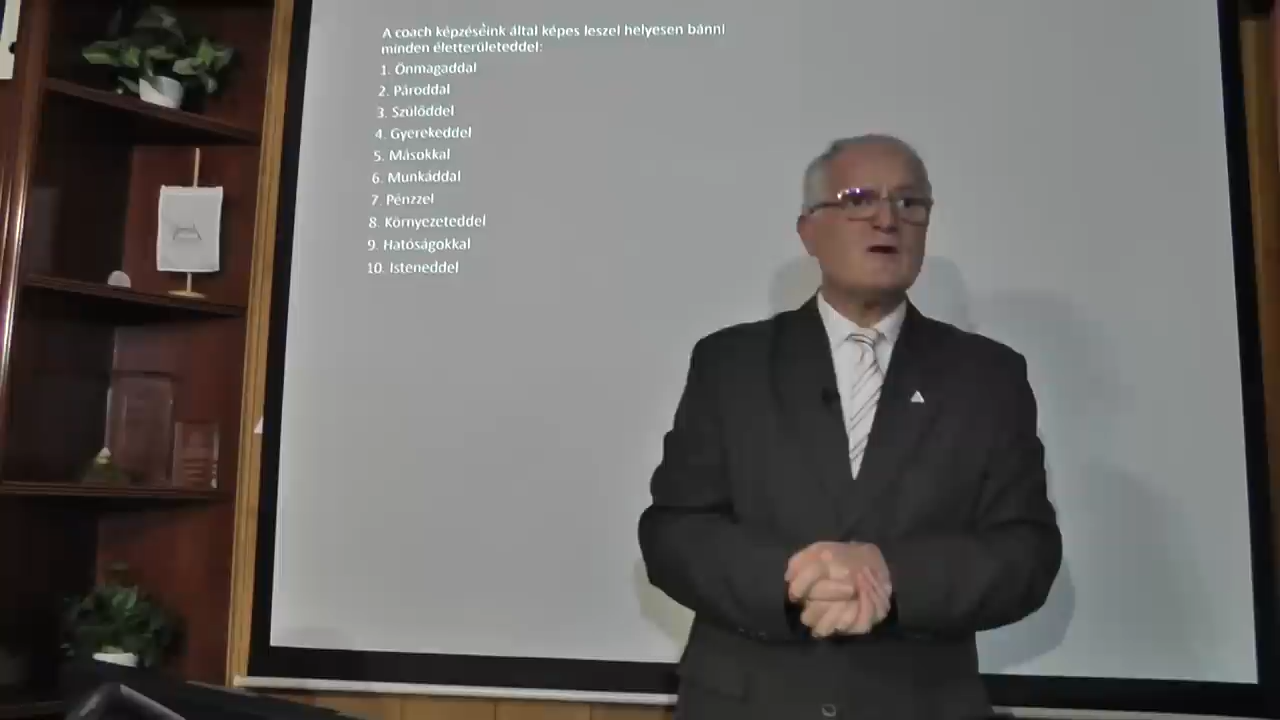 A coach képzéseink által képes leszel helyesen bánni
minden életterületeddel:
1. Önmagaddal
2. Pároddal
3. Szülőddel
4. Gyerekeddel
5. Másokkal
6. Munkáddal
7. Pénzzel
8. Környezeteddel
9. Hatóságokkal
10. Isteneddel